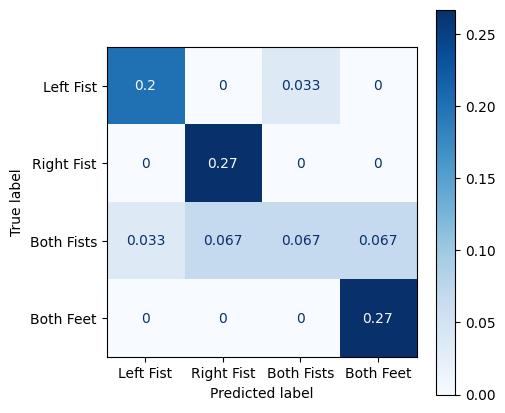 Left Fist 0.2 0 0.033 0
Right Fist 0 0.27 0 0
Both Fists 0.033 0.067 0.067 0.067
Both Feet 0 0 0 0.27
Left Fist Right Fist Both Fists Both Feet
Predicted label
True label
0.25
0.20
0.15
0.10
0.05
0.00